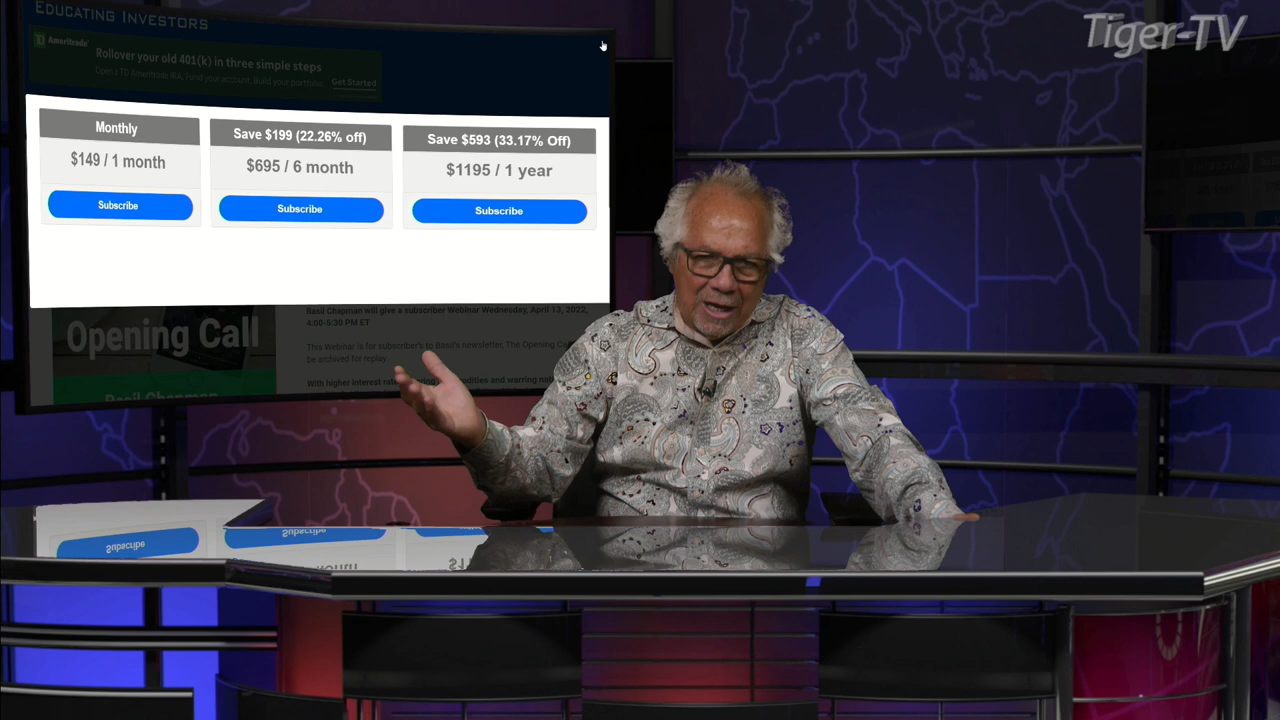 EDUCATING INVESTORS
Tiger-TV
Ameritrade
Rollover your old 401(k) in three simple steps
Open a TD Ameritrade IRA. Fund your account. Build your portfolio.
Get Started
Monthly
$149 / 1 month
Subscribe
Save $199 (22.26% off)
$695 / 6 month
Subscribe
Save $593 (33.17% Off)
$1195 / 1 year
Subscribe
Opening Call
Basil Chapman will give a subscriber Webinar Wednesday, April 13, 2022,
4:00-5:30 PM ET
This Webinar is for subscriber's to Basil's newsletter, The Opening
be archived for replay
With higher interest
Basil Chapman
Subscribe
Subscribe